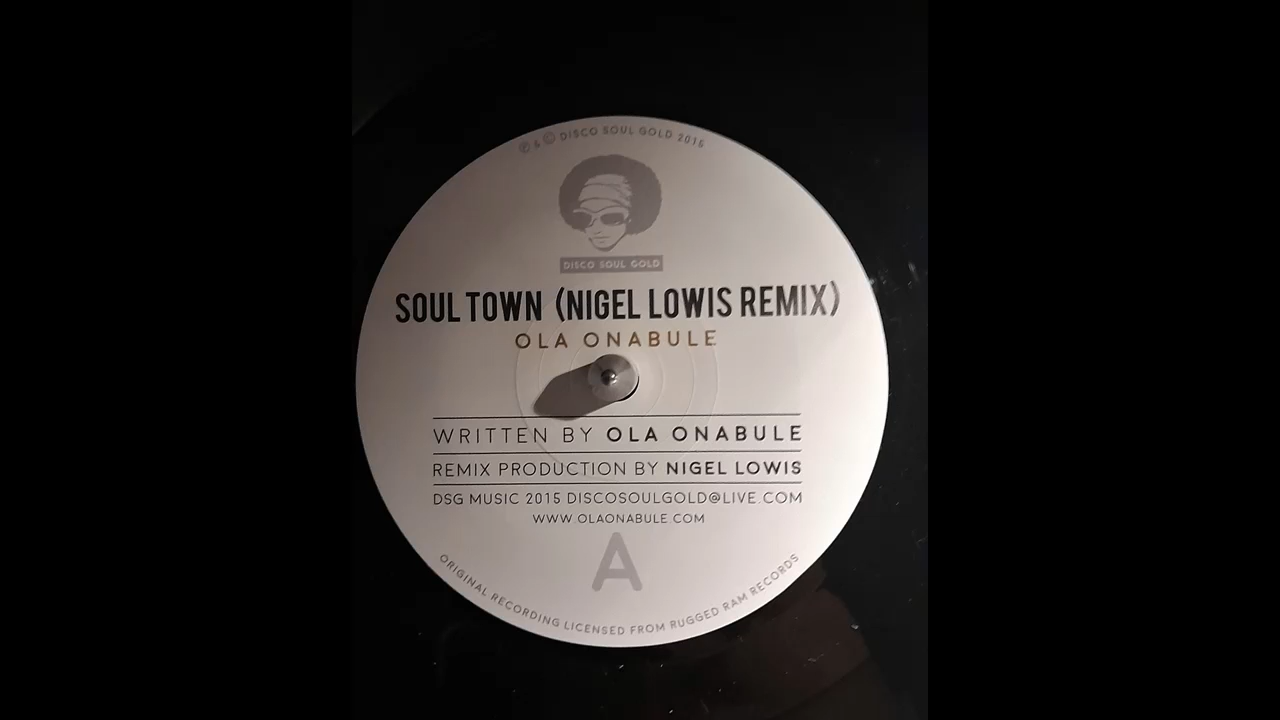 ℗ & © DISCO SOUL GOLD 2015
DISCO SOUL GOLD
SOUL TOWN (NIGEL LOWIS REMIX)
OLA ONABULE
WRITTEN BY OLA ONABULE
REMIX PRODUCTION BY NIGEL LOWIS
DSG MUSIC 2015 DISCOSOULGOLD@LIVE.COM
WWW.OLAONABULE.COM
A
ORIGINAL RECORDING LICENSED FROM RUGGED RAM RECORDS